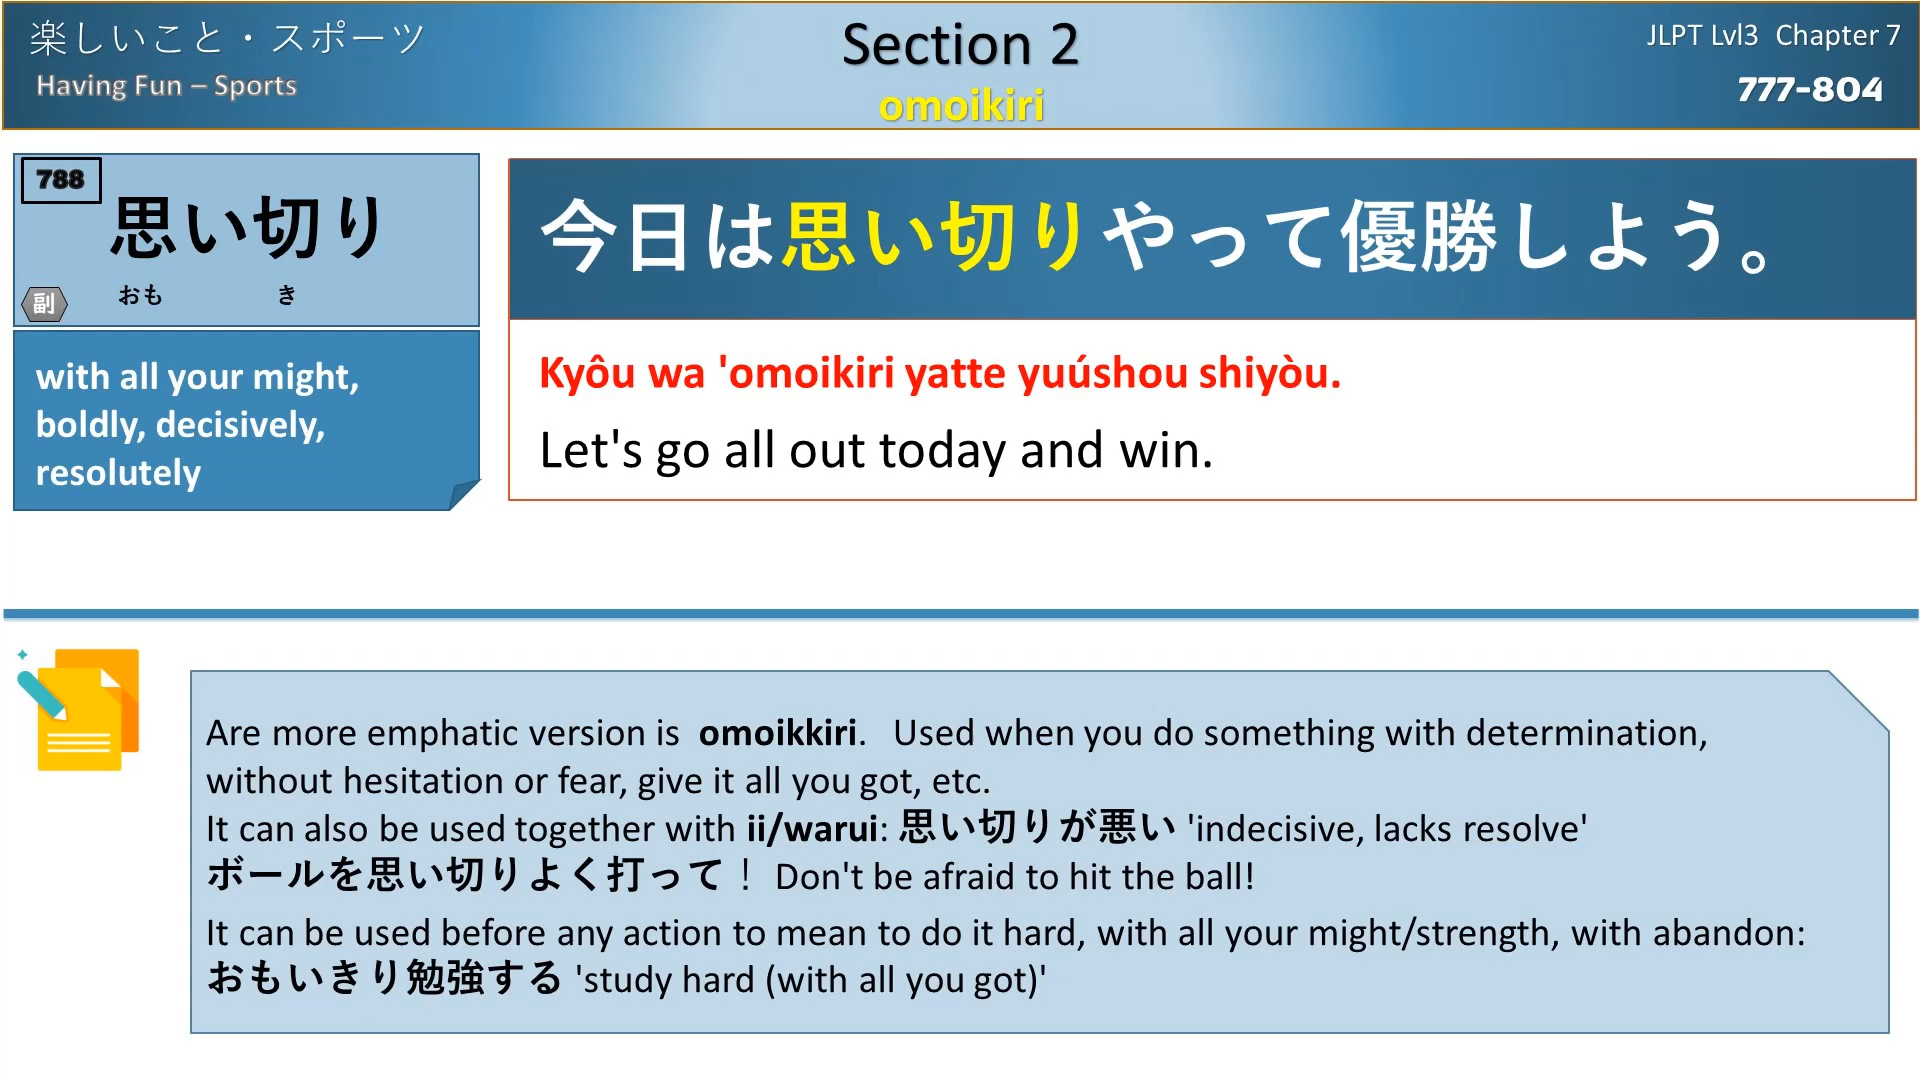 楽しいこと・スポーツ
Having Fun – Sports
Section 2
omoikiri
JLPT Lvl3 Chapter 7
777-804
788
思い切り
おも き
副
with all your might,
boldly, decisively,
resolutely
今日は思い切りやって優勝しよう。
Kyôu wa 'omoikiri yatte yuúshou shiyòu.
Let's go all out today and win.
Are more emphatic version is omoikkiri. Used when you do something with determination,
without hesitation or fear, give it all you got, etc.
It can also be used together with ii/warui: 思い切りが悪い 'indecisive, lacks resolve'
ボールを思い切りよく打って！ Don't be afraid to hit the ball!
It can be used before any action to mean to do it hard, with all your might/strength, with abandon:
おもいきり勉強する 'study hard (with all you got)'